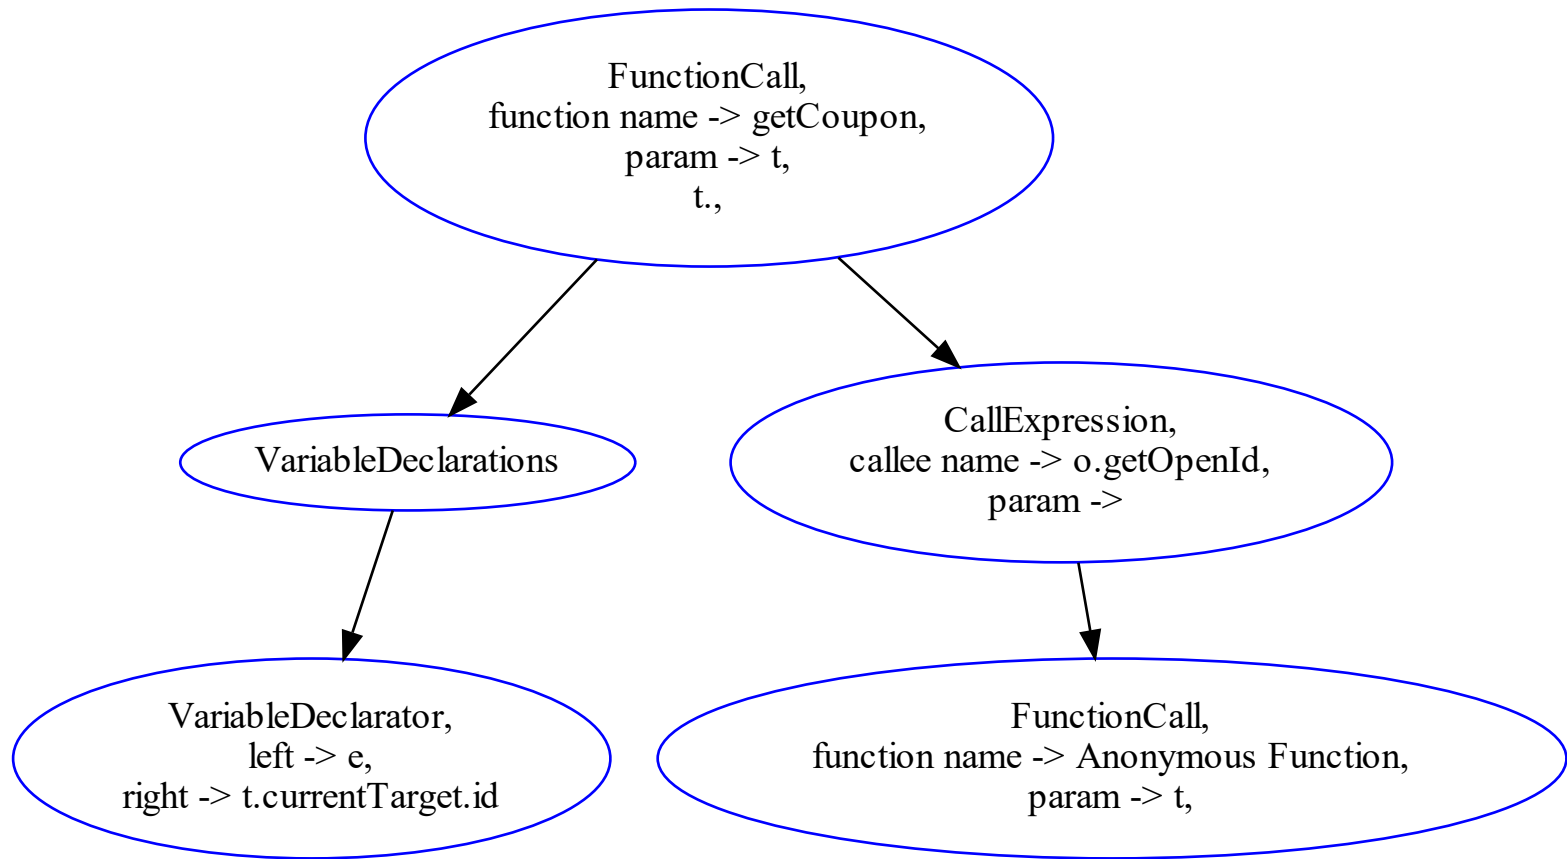 FunctionCall,
function name -> getCoupon,
param -> t,
t.,
VariableDeclarations
CallExpression,
callee name -> o.getOpenId,
param ->
VariableDeclarator,
left -> e,
right -> t.currentTarget.id
FunctionCall,
function name -> Anonymous Function,
param -> t,